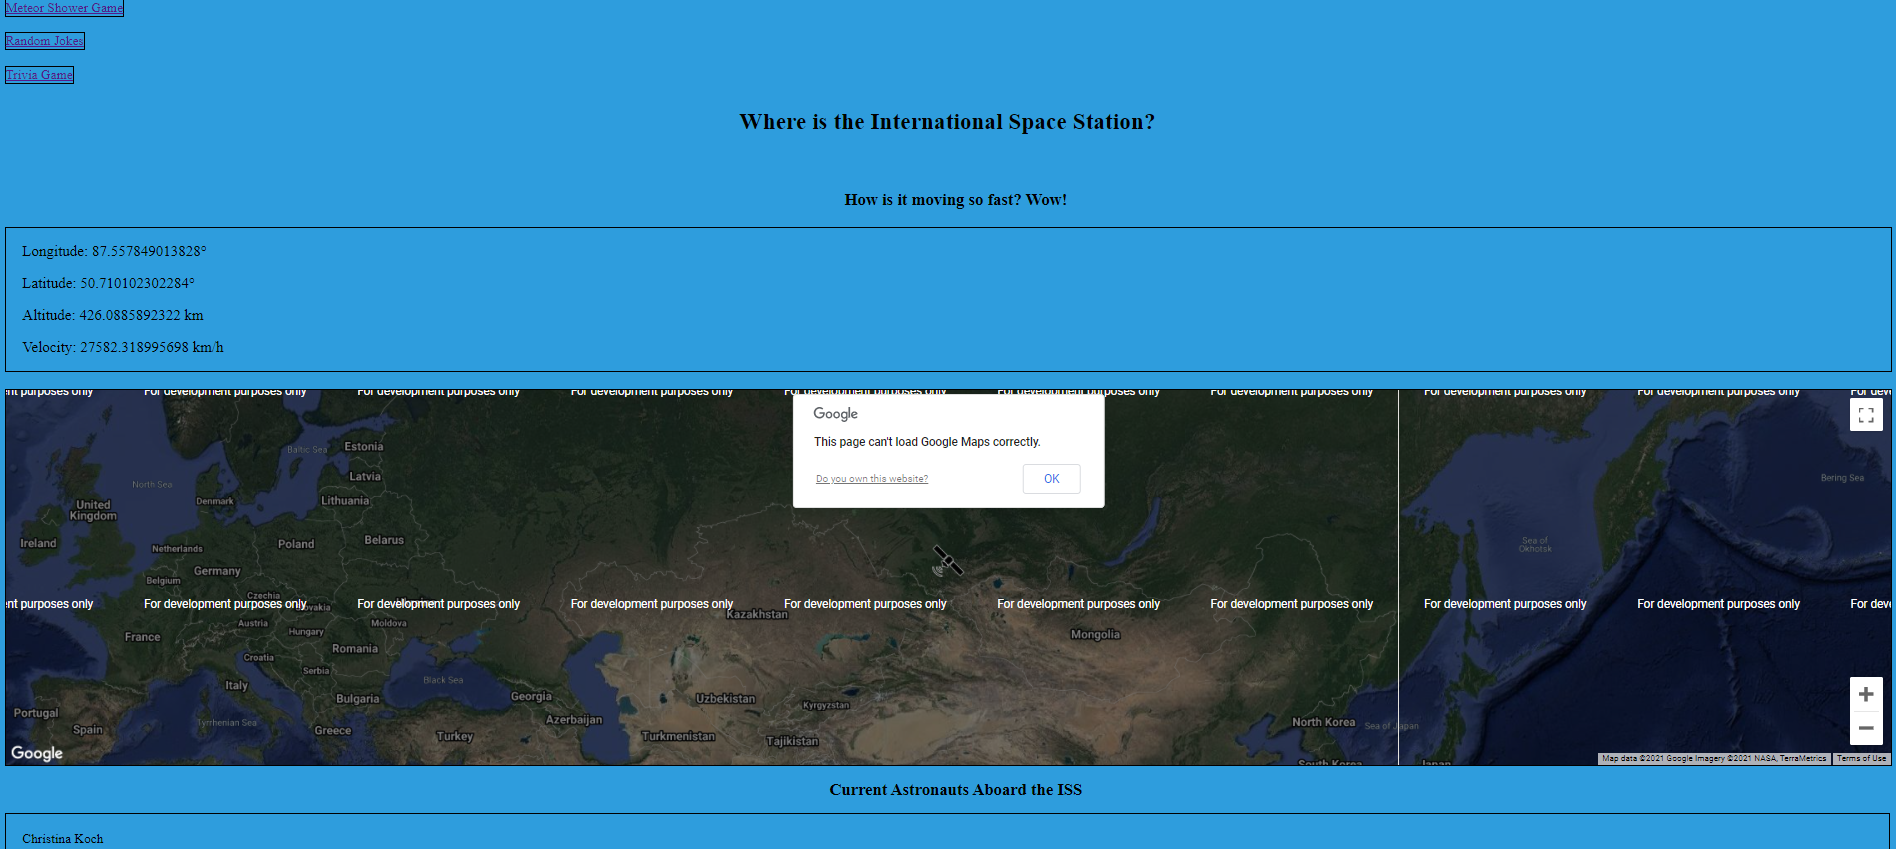 Meteor Shower Game
Random Jokes
Trivia Game
Where is the International Space Station?
How is it moving so fast? Wow!
Longitude: 87.557849013828°
Latitude: 50.710102302284°
Altitude: 426.0885892322 km
Velocity: 27582.318995698 km/h
nt purposes only For development purposes only For development purposes only For development purposes only For development purposes only For development purposes only For development purposes only For development purposes only For development purposes only For dev
Google
This page can't load Google Maps correctly.
Do you own this website? OK
Baltic Sea
Estonia
Latvia
North Sea
Denmark
Lithuania
United
Kingdom
Bering Sea
Ireland
Netherlands
Poland
Belarus
Sea of
Okhotsk
Belgium
Germany
Czechia
nt purposes only For development purposes only For development purposes only For development purposes only For development purposes only For development purposes only For development purposes only For development purposes only For development purposes only For dev
Kazakhstan
Austria
Moldova
France
Hungary
Mongolia
Romania
Croatia
Serbia
Italy
Black Sea
Bulgaria
Georgia
Uzbekistan
Kyrgyzstan
Portugal
Spain
Tyrrhenian Sea
Greece
Azerbaijan
North Korea
Sea of Japan
Turkey
Turkmenistan
Tajikistan
Google
South Korea
Japan
Map data ©2021 Google Imagery ©2021 NASA, TerraMetrics Terms of Use
Current Astronauts Aboard the ISS
Christina Koch